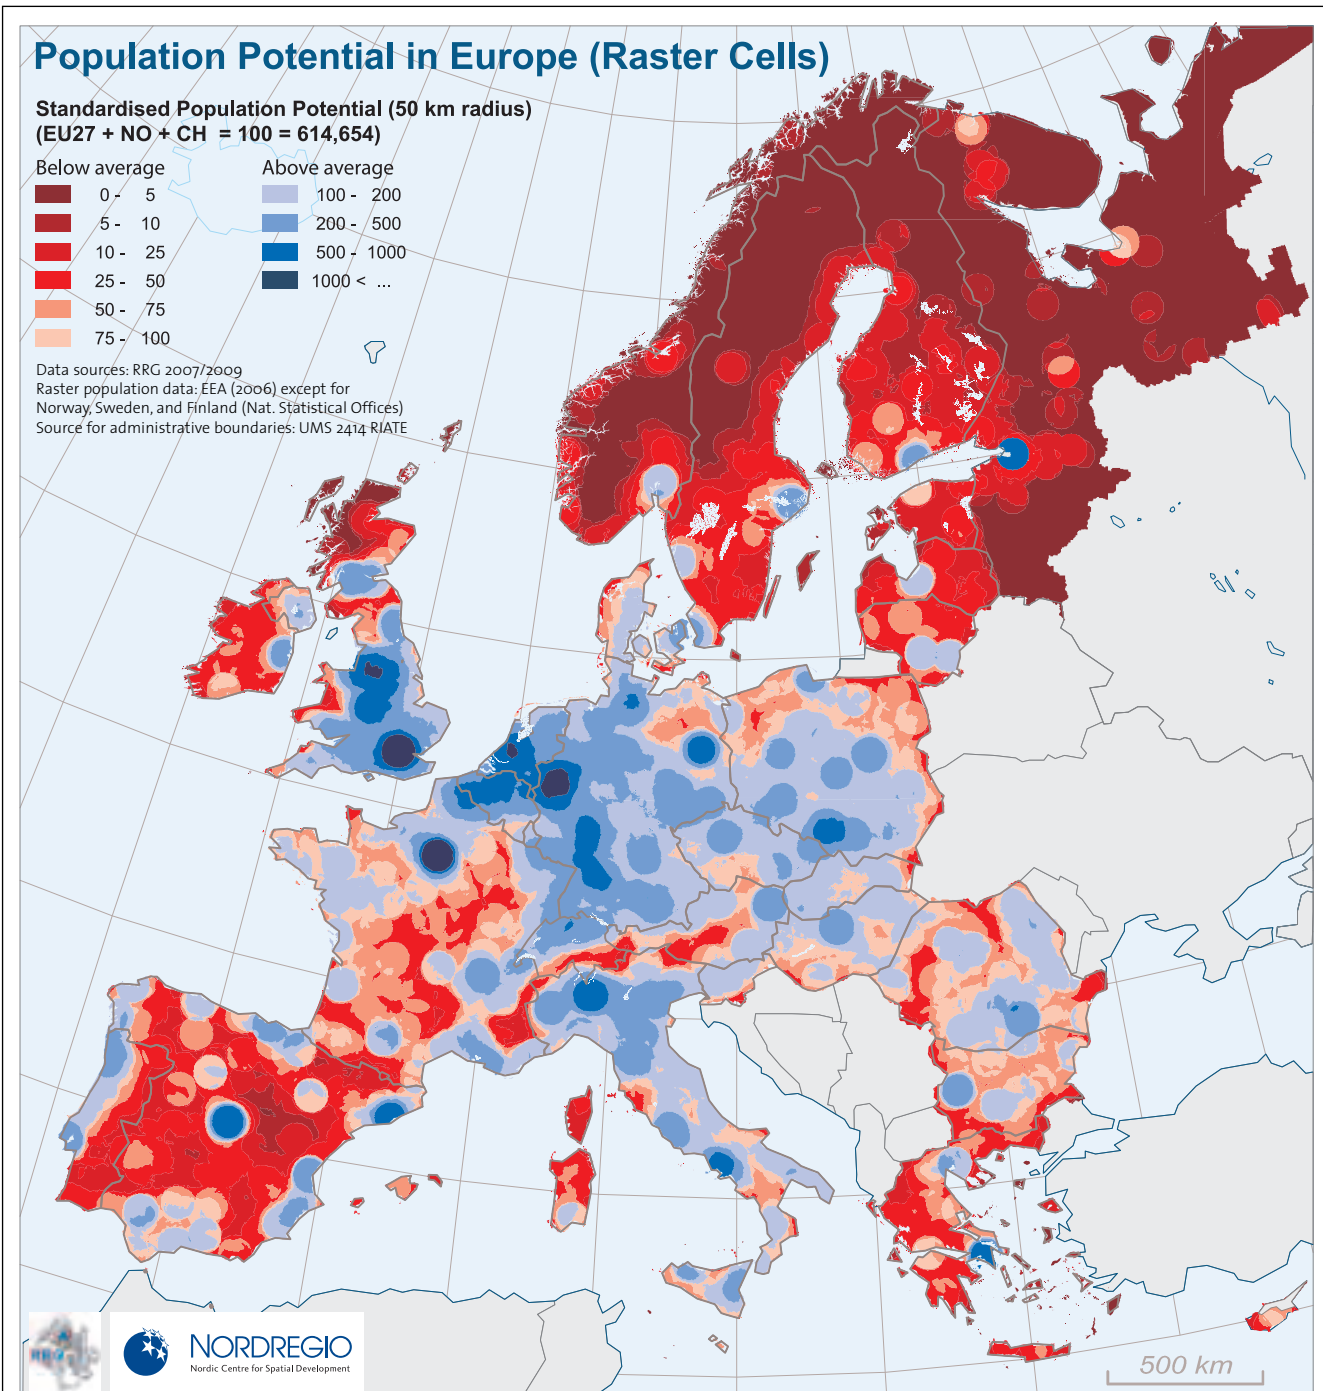 Population Potential in Europe (Raster Cells)
Standardised Population Potential (50 km radius)
(EU27 + NO + CH = 100 = 614,654)
Below average
0 - 5
5 - 10
10 - 25
25 - 50
50 - 75
75 - 100
Above average
100 - 200
200 - 500
500 - 1000
1000 < ...
Data sources: RRG 2007/2009
Raster population data: EEA (2006) except for
Norway, Sweden, and Finland (Nat. Statistical Offices)
Source for administrative boundaries: UMS 2414 RIATE
NORDREGIO
Nordic Centre for Spatial Development
500 km